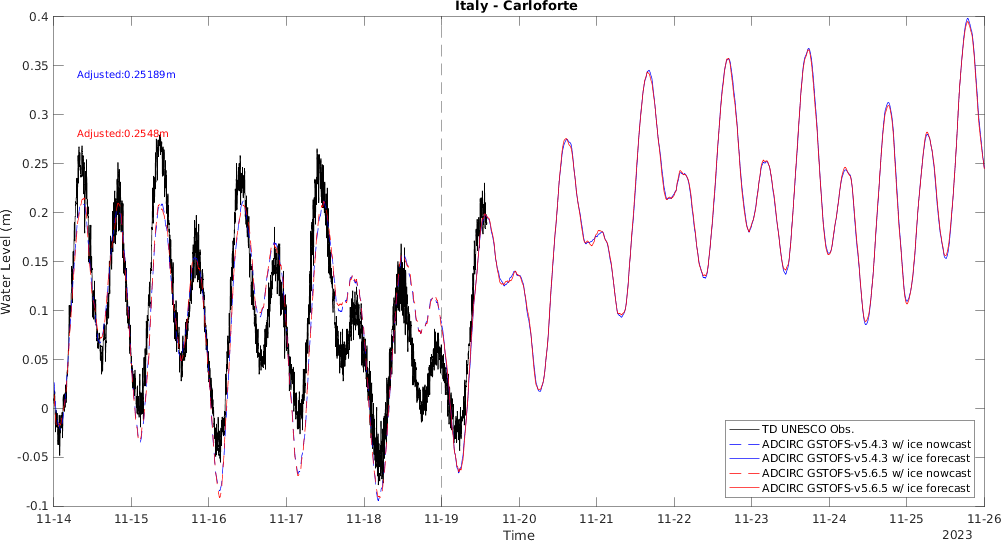 Italy - Carloforte
0.4
0.35
0.3
0.25
0.2
0.15
0.1
0.05
0
-0.05
-0.1
Water Level (m)
Adjusted:0.25189m
Adjusted:0.2548m
TD UNESCO Obs.
ADCIRC GSTOFS-v5.4.3 w/ ice nowcast
ADCIRC GSTOFS-v5.4.3 w/ ice forecast
ADCIRC GSTOFS-v5.6.5 w/ ice nowcast
ADCIRC GSTOFS-v5.6.5 w/ ice forecast
11-14 11-15 11-16 11-17 11-18 11-19 11-20 11-21 11-22 11-23 11-24 11-25 11-26
Time
2023